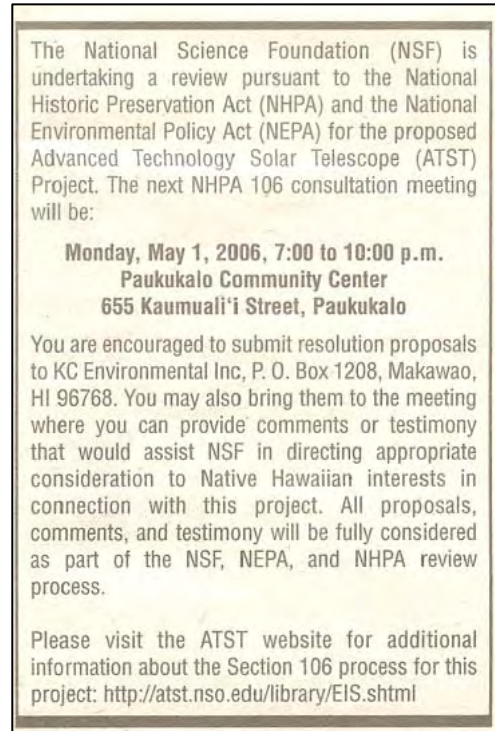 The National Science Foundation (NSF) is
undertaking a review pursuant to the National
Historic Preservation Act (NHPA) and the National
Environmental Policy Act (NEPA) for the proposed
Advanced Technology Solar Telescope (ATST)
Project. The next NHPA 106 consultation meeting
will be:
Monday, May 1, 2006, 7:00 to 10:00 p.m.
Paukukalo Community Center
655 Kaumuali‘i Street, Paukukalo
You are encouraged to submit resolution proposals
to KC Environmental Inc, P. O. Box 1208, Makawao,
HI 96768. You may also bring them to the meeting
where you can provide comments or testimony
that would assist NSF in directing appropriate
consideration to Native Hawaiian interests in
connection with this project. All proposals,
comments, and testimony will be fully considered
as part of the NSF, NEPA, and NHPA review
process.
Please visit the ATST website for additional
information about the Section 106 process for this
project: http://atst.nso.edu/library/EIS.shtml